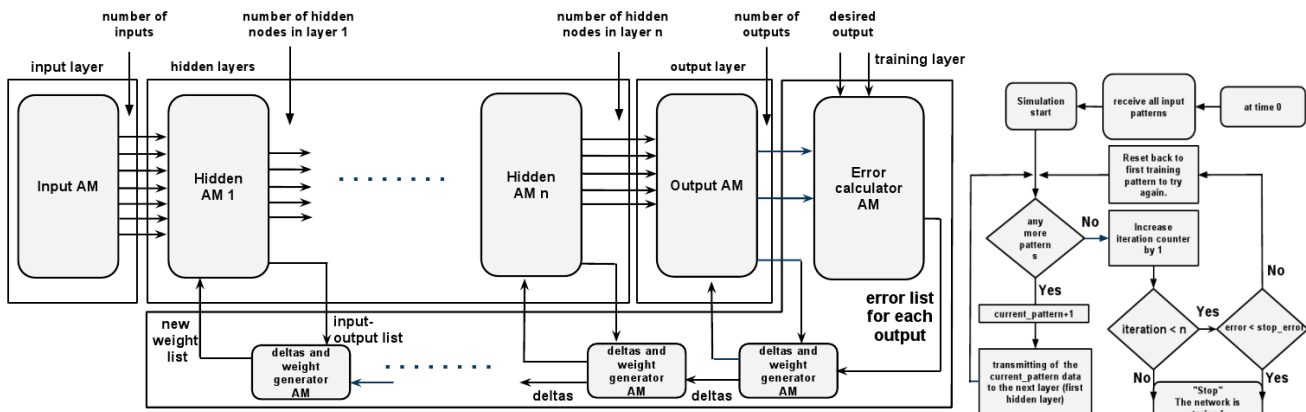 number of
inputs
number of hidden
nodes in layer 1
number of hidden
nodes in layer n
number of
outputs
desired
output
training layer
input layer
hidden layers
output layer
Input AM
Hidden
AM 1
Hidden
AM n
Output AM
Error
calculator
AM
error list
for each
output
new
weight
list
input-
output list
deltas and
weight
generator
AM
deltas and
weight
generator
AM
deltas and
weight
generator
AM
deltas
deltas
Simulation
start
receive all input
patterns
at time 0
Reset back to
first training
pattern to try
again.
any
more
pattern
s
No
Increase
iteration counter
by 1
No
Yes
current_pattern+1
iteration < n
Yes
error < stop_error
transmitting of the
current_pattern data
to the next layer (first
hidden layer)
No
Yes
"Stop"
The network is